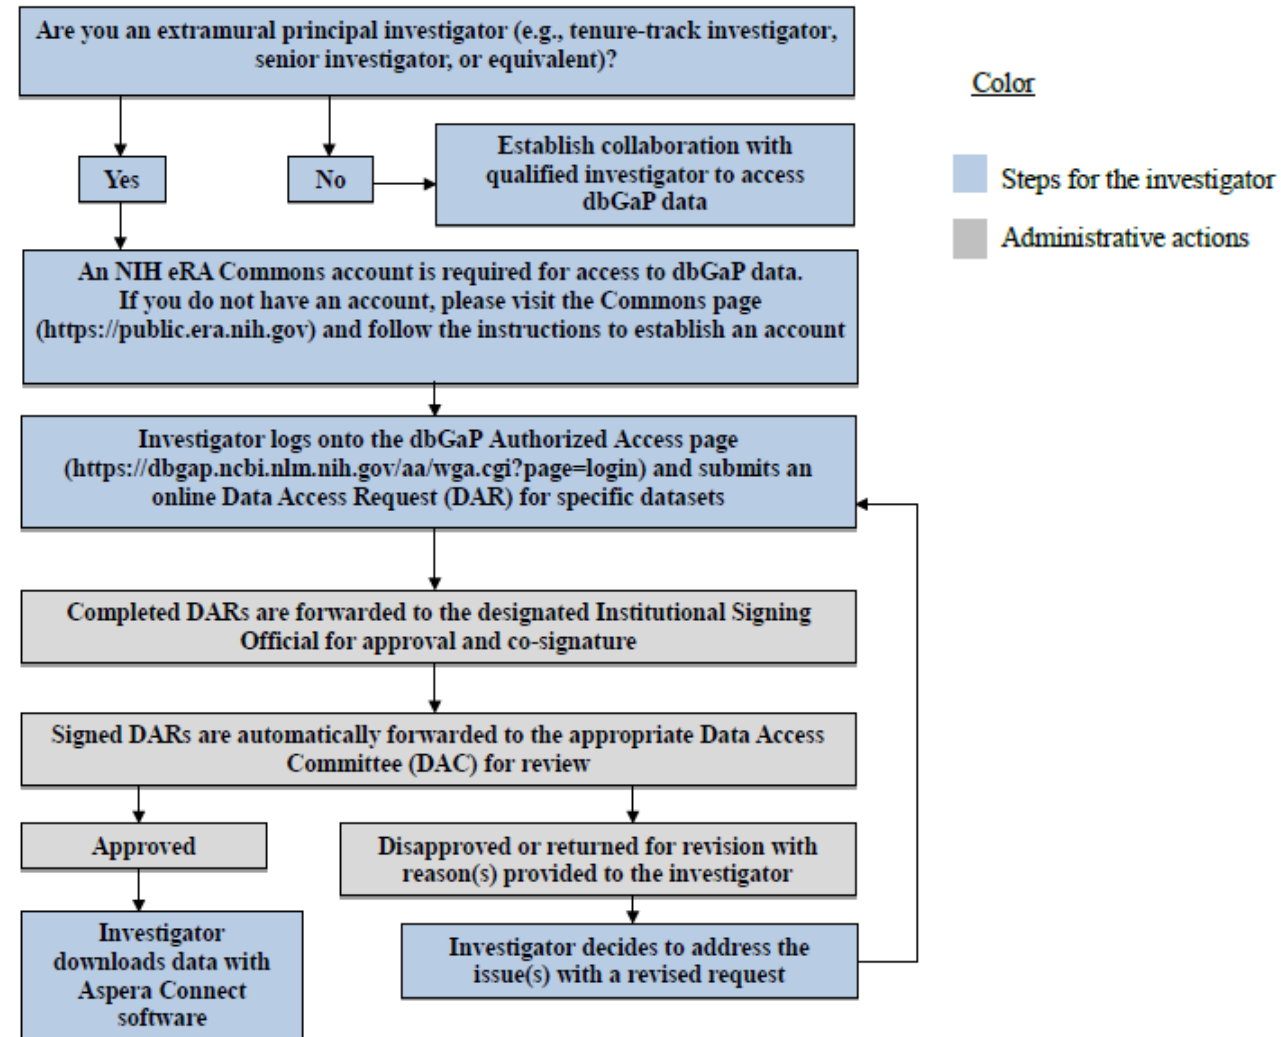 Are you an extramural principal investigator (e.g., tenure-track investigator,
senior investigator, or equivalent)?
Color
Yes
No
Establish collaboration with
qualified investigator to access
dbGaP data
Steps for the investigator
Administrative actions
An NIH eRA Commons account is required for access to dbGaP data.
If you do not have an account, please visit the Commons page
(https://public.era.nih.gov) and follow the instructions to establish an account
Investigator logs onto the dbGaP Authorized Access page
(https://dbgap.ncbi.nlm.nih.gov/aa/wga.cgi?page=login) and submits an
online Data Access Request (DAR) for specific datasets
Completed DARs are forwarded to the designated Institutional Signing
Official for approval and co-signature
Signed DARs are automatically forwarded to the appropriate Data Access
Committee (DAC) for review
Approved
Disapproved or returned for revision with
reason(s) provided to the investigator
Investigator
downloads data with
Aspera Connect
software
Investigator decides to address the
issue(s) with a revised request